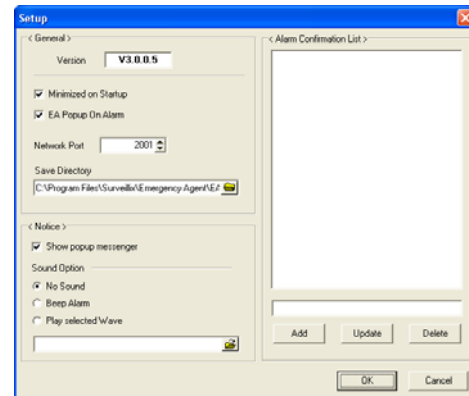 Setup
< General >
Version V3.0.0.5
Minimized on Startup
EA Popup On Alarm
Network Port 2001
Save Directory
C:\Program Files\Surveillix\Emergency Agent\EA
< Notice >
Show popup messenger
Sound Option
No Sound
Beep Alarm
Play selected Wave
< Alarm Confirmation List >
Add Update Delete
OK Cancel